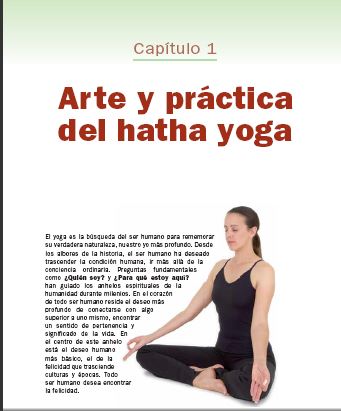 Capítulo 1
Arte y práctica
del hatha yoga
El yoga es la búsqueda del ser humano para rememorar
su verdadera naturaleza, nuestro yo más profundo. Desde
los albores de la historia, el ser humano ha deseado
trascender la condición humana, ir más allá de la
conciencia ordinaria. Preguntas fundamentales
como ¿Quién soy? y ¿Para qué estoy aquí?
han guiado los anhelos espirituales de la
humanidad durante milenios. En el corazón
de todo ser humano reside el deseo más
profundo de conectarse con algo
superior a uno mismo, encontrar
un sentido de pertenencia y
significado de la vida. En
el centro de este anhelo
está el deseo humano
más básico, el de la
felicidad que trasciende
culturas y épocas. Todo
ser humano desea encontrar
la felicidad.